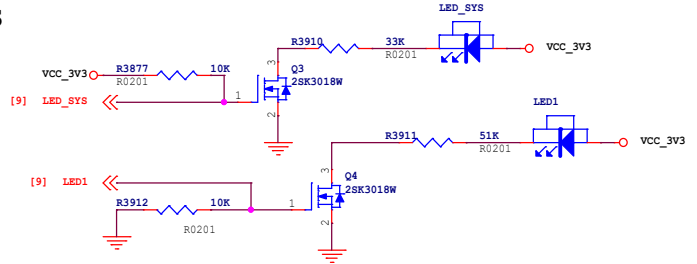 LED_SYS
R3910 33K
R0201
VCC_3V3
3
Q3
2SK3018W
VCC_3V3 R3877 10K
R0201
1
[9] LED_SYS
2
LED1
R3911 51K
R0201
VCC_3V3
3
Q4
2SK3018W
[9] LED1
R3912 10K
1
R0201
2